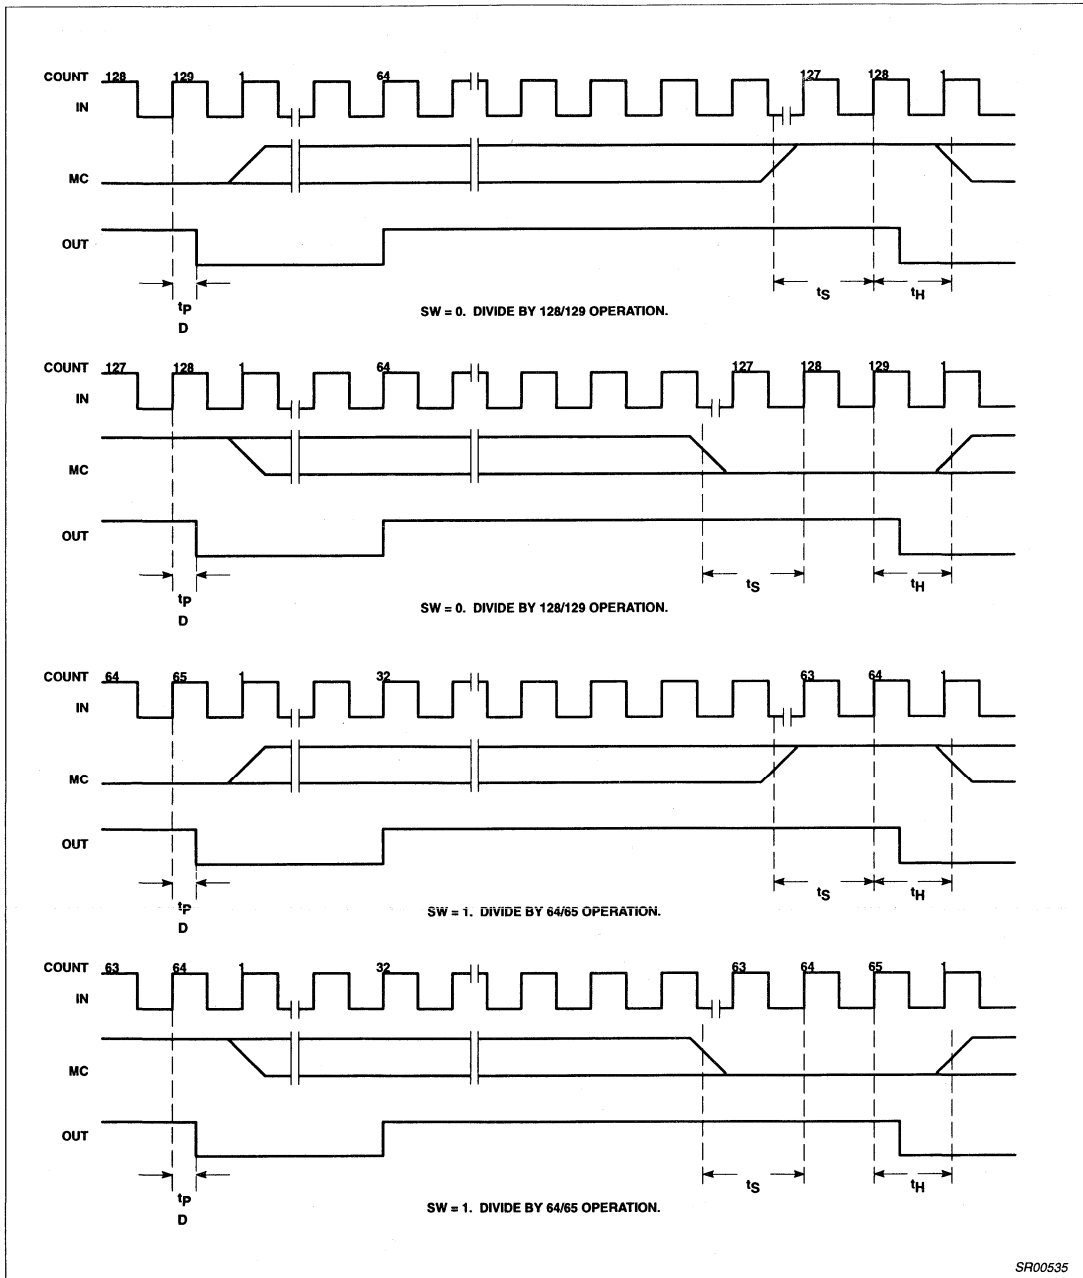 COUNT 128 129 1 64 127 128 1
IN
MC
OUT
tP
D
tS tH
SW = 0. DIVIDE BY 128/129 OPERATION.
COUNT 127 128 1 64 127 128 129 1
IN
MC
OUT
tP
D
tS tH
SW = 0. DIVIDE BY 128/129 OPERATION.
COUNT 64 65 1 32 63 64 1
IN
MC
OUT
tP
D
tS tH
SW = 1. DIVIDE BY 64/65 OPERATION.
COUNT 63 64 1 32 63 64 65 1
IN
MC
OUT
tP
D
tS tH
SW = 1. DIVIDE BY 64/65 OPERATION.
SR00535